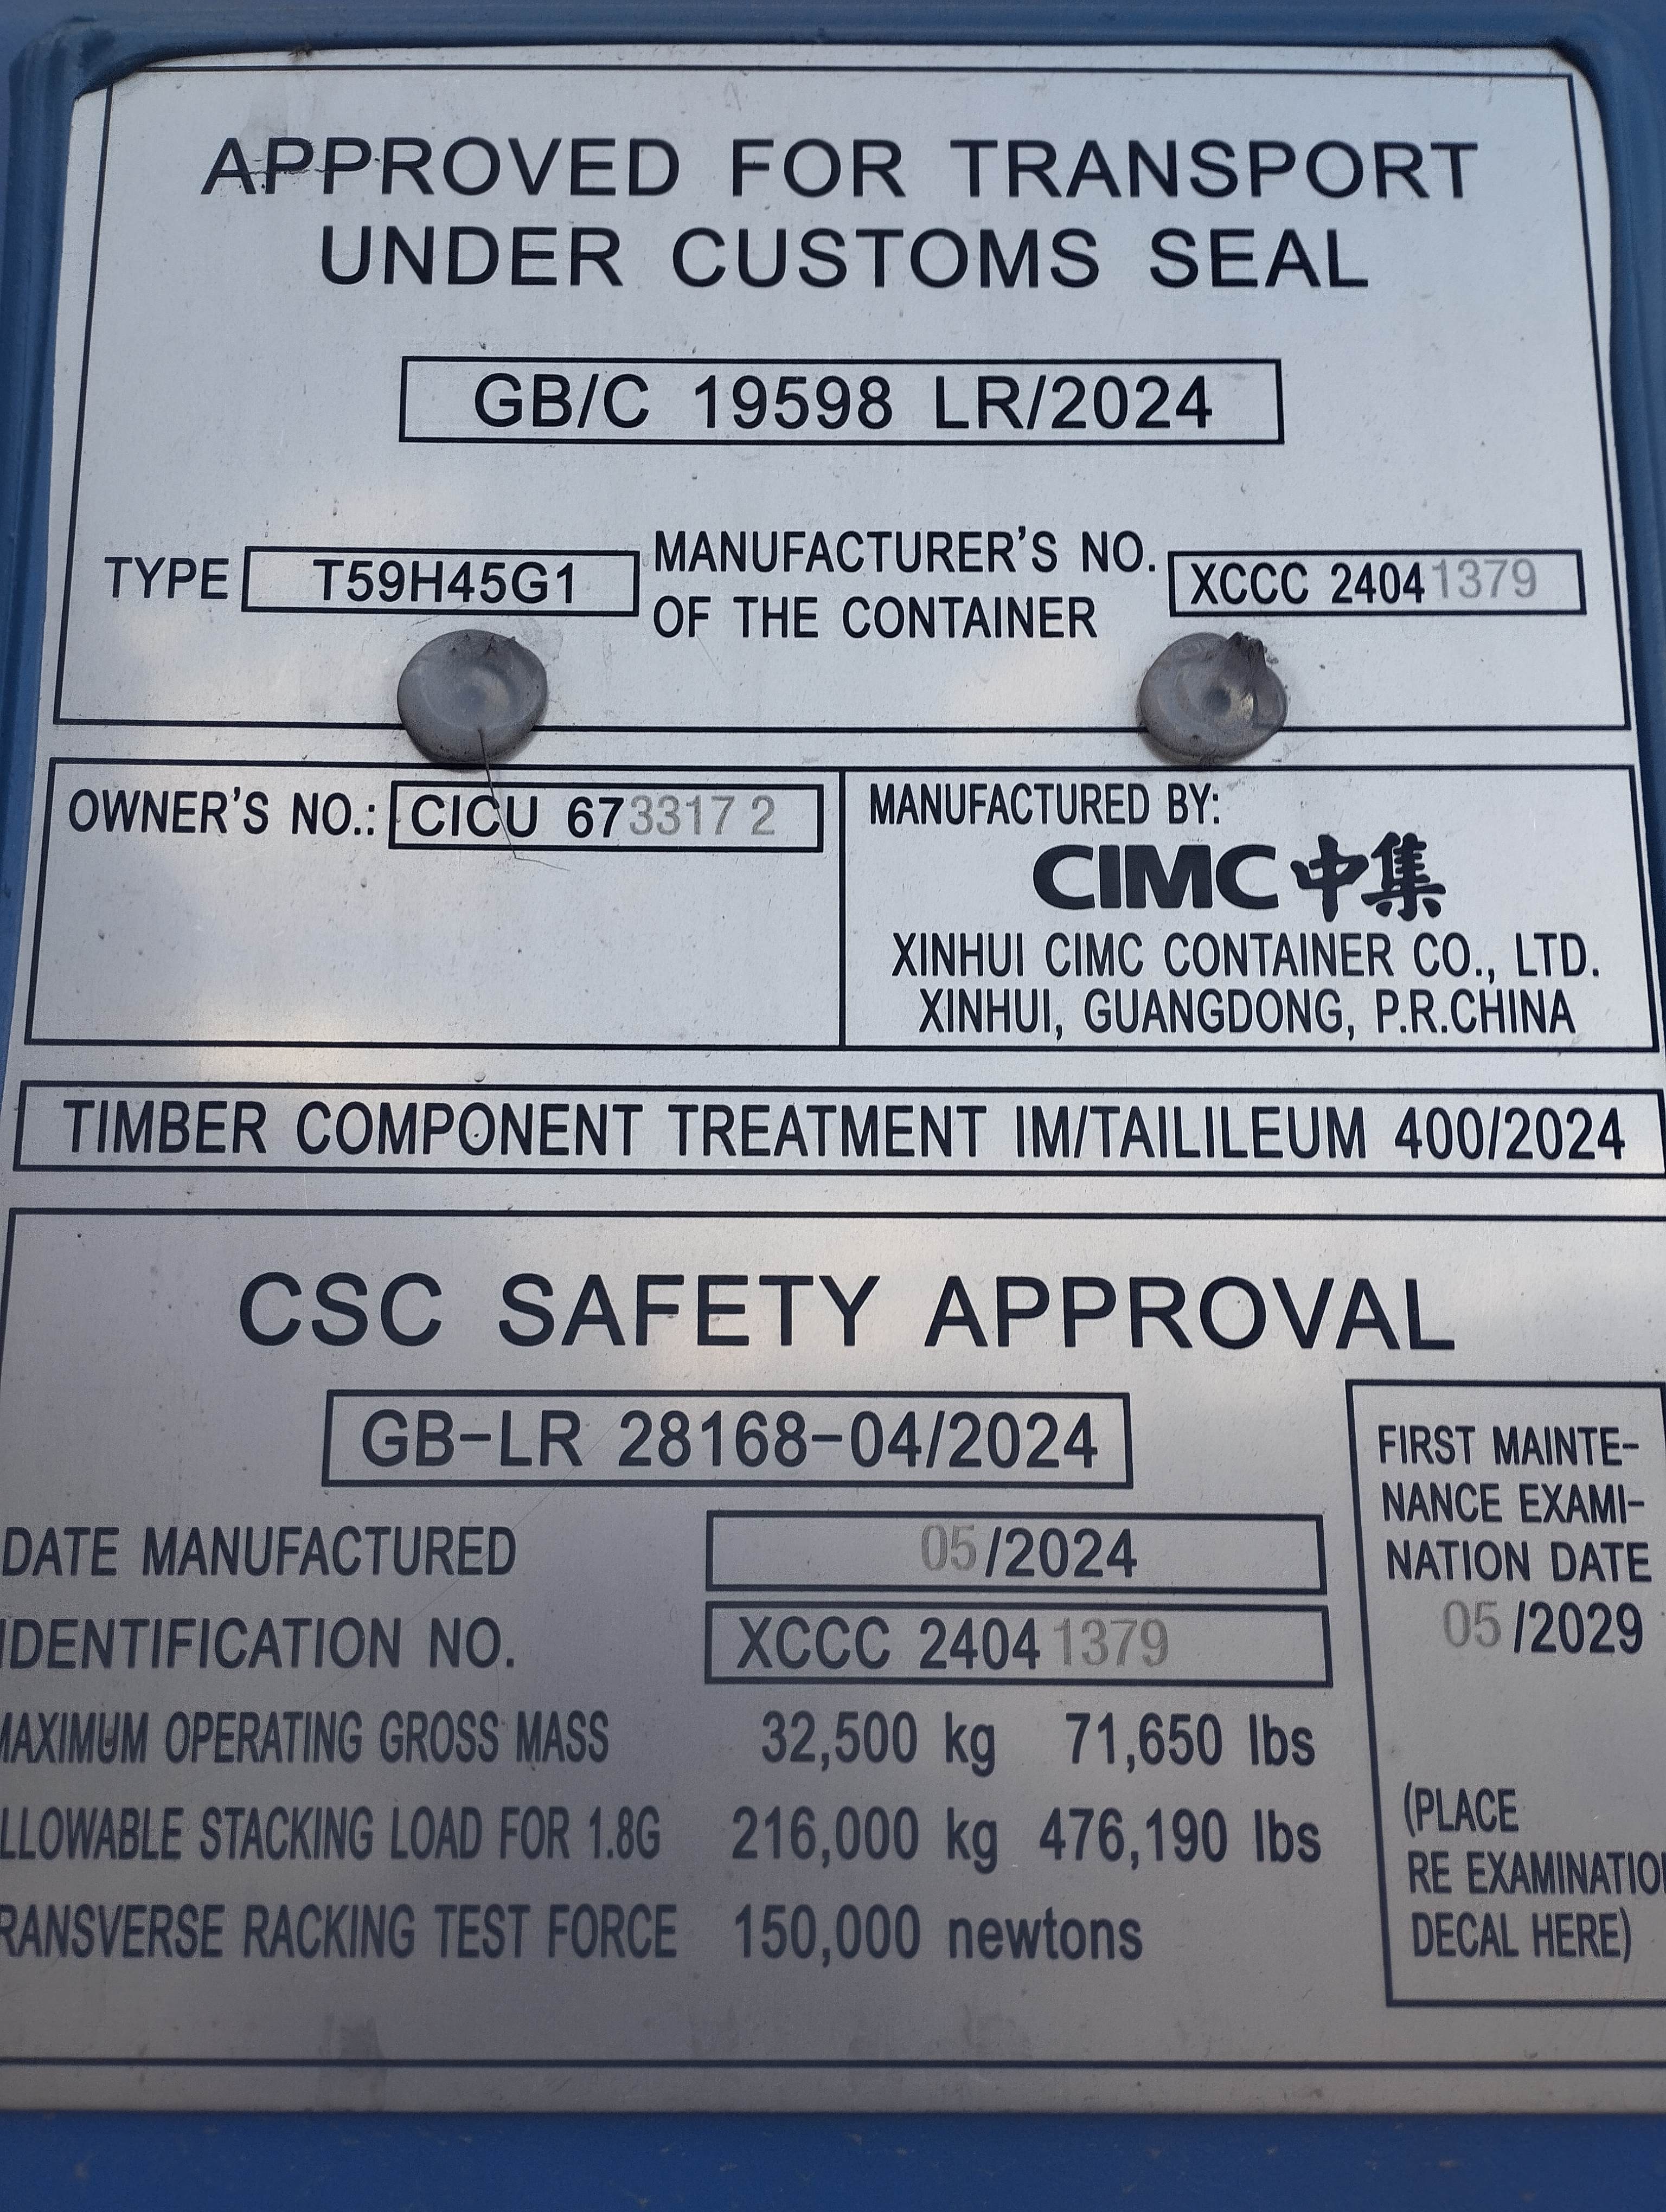 APPROVED FOR TRANSPORT
UNDER CUSTOMS SEAL
GB/C 19598 LR/2024
TYPE T59H45G1 MANUFACTURER'S NO. OF THE CONTAINER XCCC 24041379
OWNER'S NO.: CICU 673317 2
MANUFACTURED BY:
CIMC 中集
XINHUI CIMC CONTAINER CO., LTD.
XINHUI, GUANGDONG, P.R.CHINA
TIMBER COMPONENT TREATMENT IM/TAILILEUM 400/2024
CSC SAFETY APPROVAL
GB-LR 28168-04/2024
DATE MANUFACTURED 05/2024
IDENTIFICATION NO. XCCC 24041379
MAXIMUM OPERATING GROSS MASS 32,500 kg 71,650 lbs
LLOWABLE STACKING LOAD FOR 1.8G 216,000 kg 476,190 lbs
RANSVERSE RACKING TEST FORCE 150,000 newtons
FIRST MAINTE-
NANCE EXAMI-
NATION DATE
05/2029
(PLACE
RE EXAMINATION
DECAL HERE)